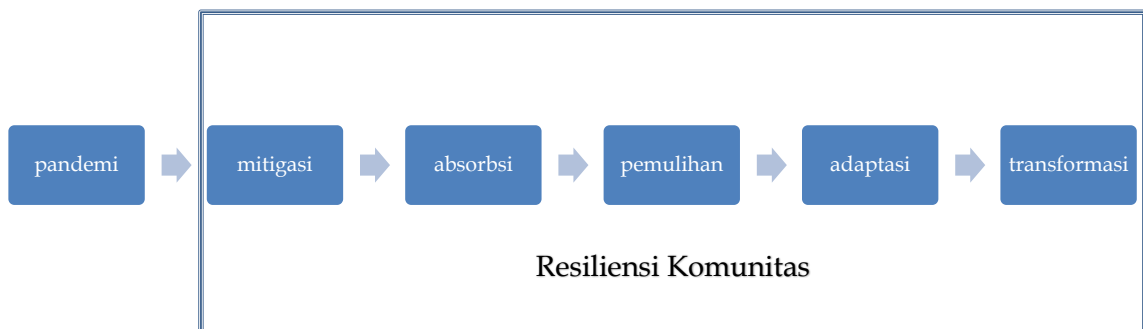 pandemi
mitigasi
absorbsi
pemulihan
adaptasi
transformasi
Resiliensi Komunitas